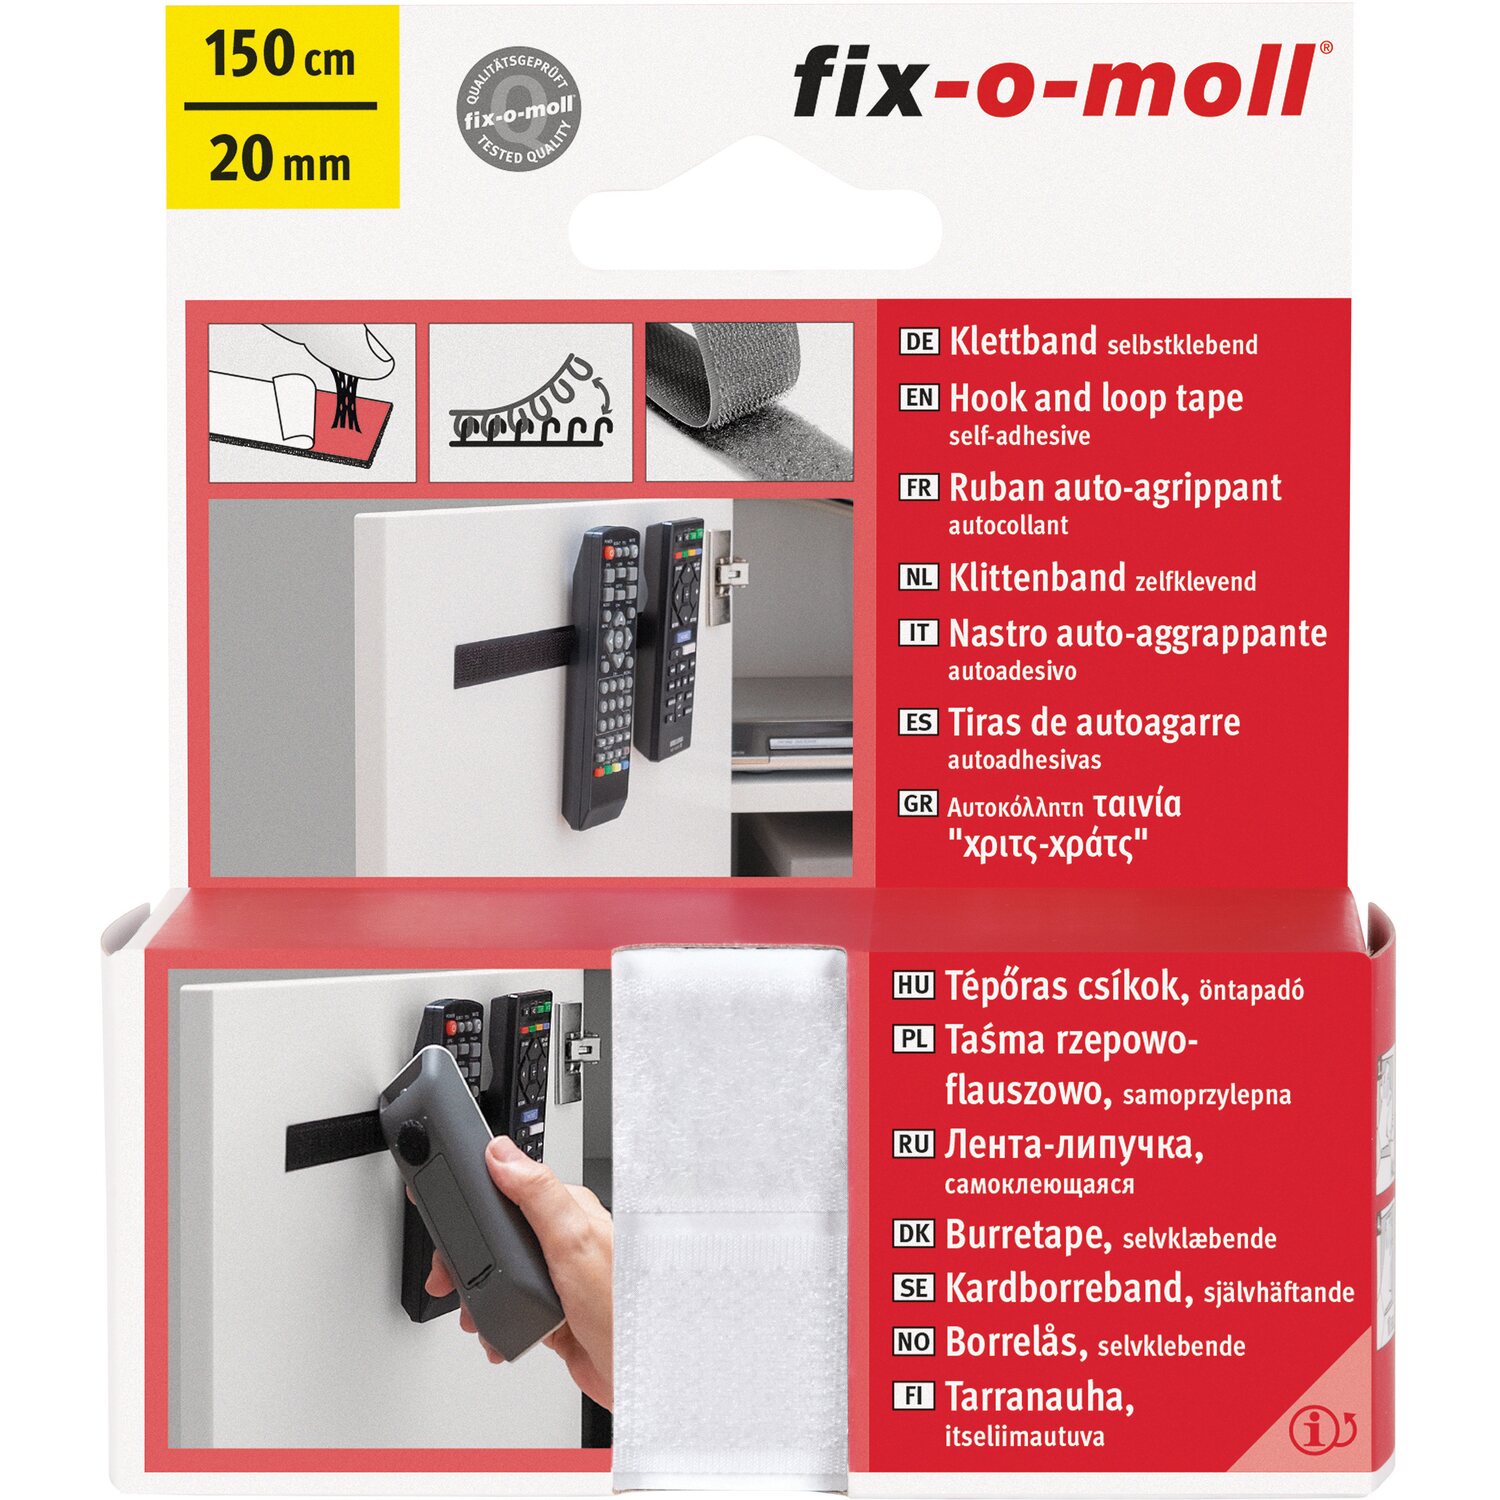 150 cm
20 mm
QUALITÄTSGEPRÜFT
fix-o-moll®
TESTED QUALITY
fix-o-moll®
DE Klettband selbstklebend
EN Hook and loop tape
self-adhesive
FR Ruban auto-agrippant
autocollant
NL Klittenband zelfklevend
IT Nastro auto-aggrappante
autoadesivo
ES Tiras de autoagarre
autoadhesivas
GR Αυτοκόλλητη ταινία
"χριτς-χράτς"
HU Tépőras csíkok, öntapadó
PL Taśma rzepowo-
flauszowo, samoprzylepna
RU Лента-липучка,
самоклеющаяся
DK Burretape, selvklæbende
SE Kardborreband, självhäftande
NO Borrelås, selvklebende
FI Tarranauha,
itseliimautuva